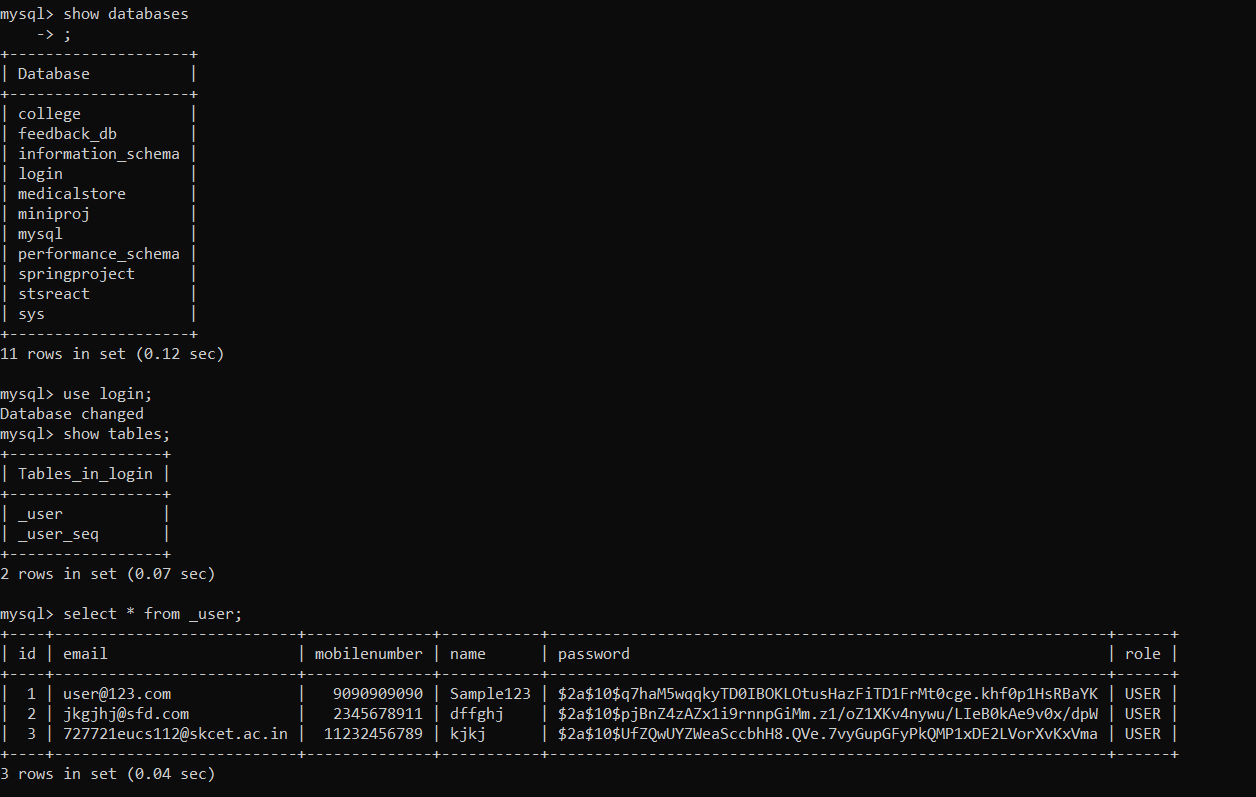 mysql> show databases
    -> ;
+--------------------+
| Database           |
+--------------------+
| college            |
| feedback_db        |
| information_schema |
| login              |
| medicalstore       |
| miniproj           |
| mysql              |
| performance_schema |
| springproject      |
| stsreact           |
| sys                |
+--------------------+
11 rows in set (0.12 sec)

mysql> use login;
Database changed
mysql> show tables;
+-----------------+
| Tables_in_login |
+-----------------+
| _user           |
| _user_seq       |
+-----------------+
2 rows in set (0.07 sec)

mysql> select * from _user;
+----+---------------------------+--------------+-----------+--------------------------------------------------------------+------+
| id | email                     | mobilenumber | name      | password                                                     | role |
+----+---------------------------+--------------+-----------+--------------------------------------------------------------+------+
|  1 | user@123.com              |   9090909090 | Sample123 | $2a$10$q7haM5wqqkyTD0IBOKLOtusHazFiTD1FrMt0cge.khf0p1HsRBaYK | USER |
|  2 | jkgjhj@sfd.com            |   2345678911 | dffghj    | $2a$10$pjBnZ4zAZx1i9rnnpGiMm.z1/oZ1XKv4nywu/LIeB0kAe9v0x/dpW | USER |
|  3 | 727721eucs112@skcet.ac.in |  11232456789 | kjkj      | $2a$10$UfZQwUYZWeaSccbhH8.QVe.7vyGupGFyPkQMP1xDE2LVorXvKxVma | USER |
+----+---------------------------+--------------+-----------+--------------------------------------------------------------+------+
3 rows in set (0.04 sec)